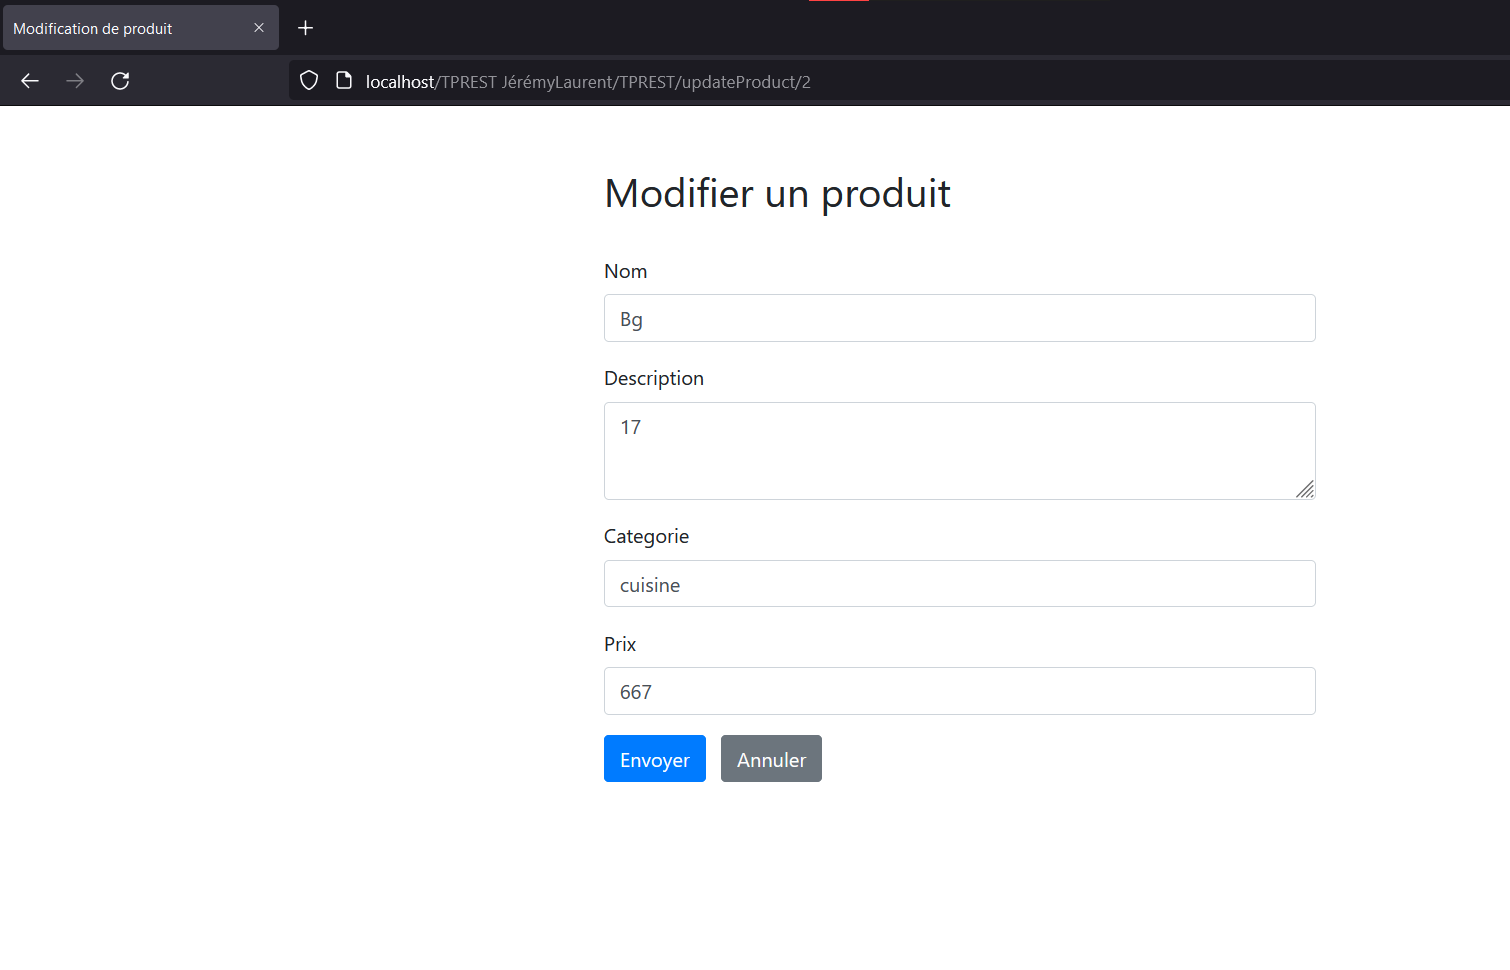 Modification de produit
localhost/TPREST JérémyLaurent/TPREST/updateProduct/2
Modifier un produit
Nom
Bg
Description
17
Categorie
cuisine
Prix
667
Envoyer Annuler